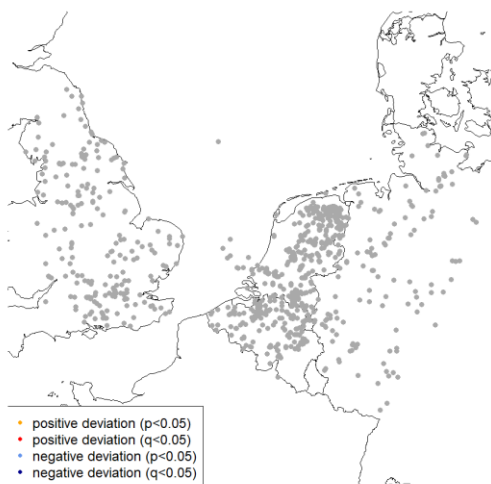 positive deviation (p<0.05)
positive deviation (q<0.05)
negative deviation (p<0.05)
negative deviation (q<0.05)